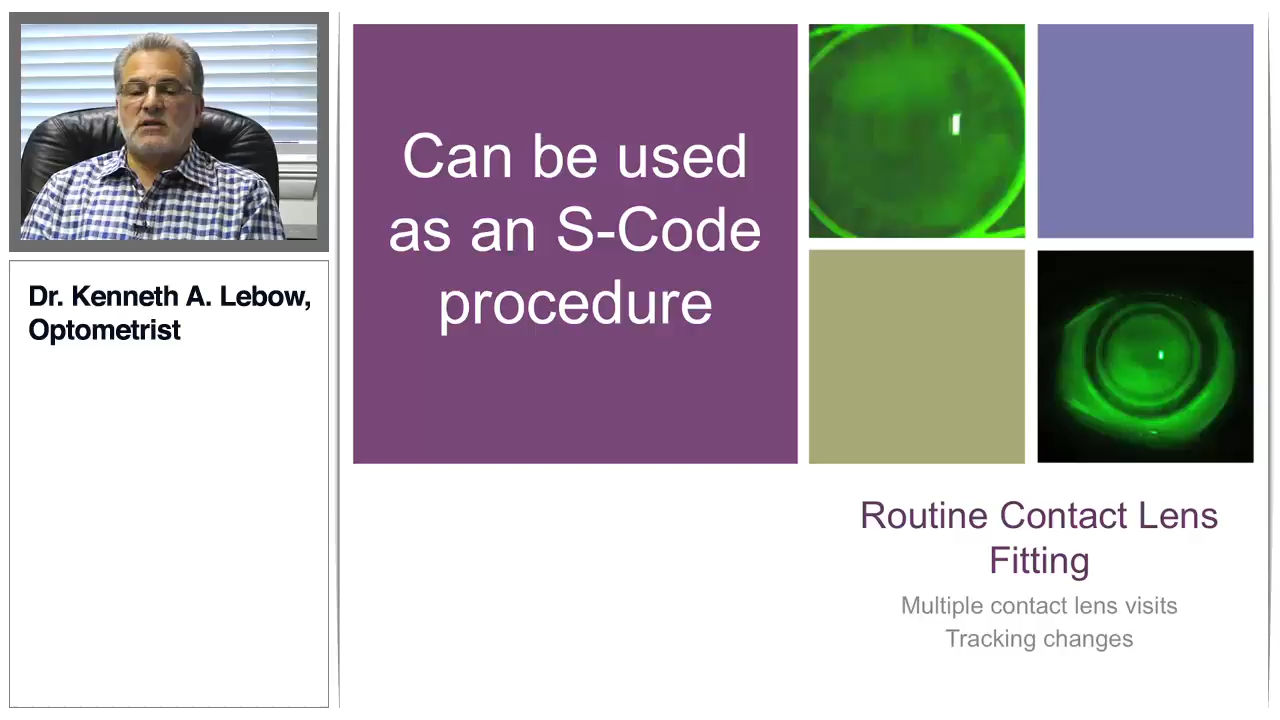 Dr. Kenneth A. Lebow,
Optometrist
Can be used
as an S-Code
procedure
Routine Contact Lens
Fitting
Multiple contact lens visits
Tracking changes